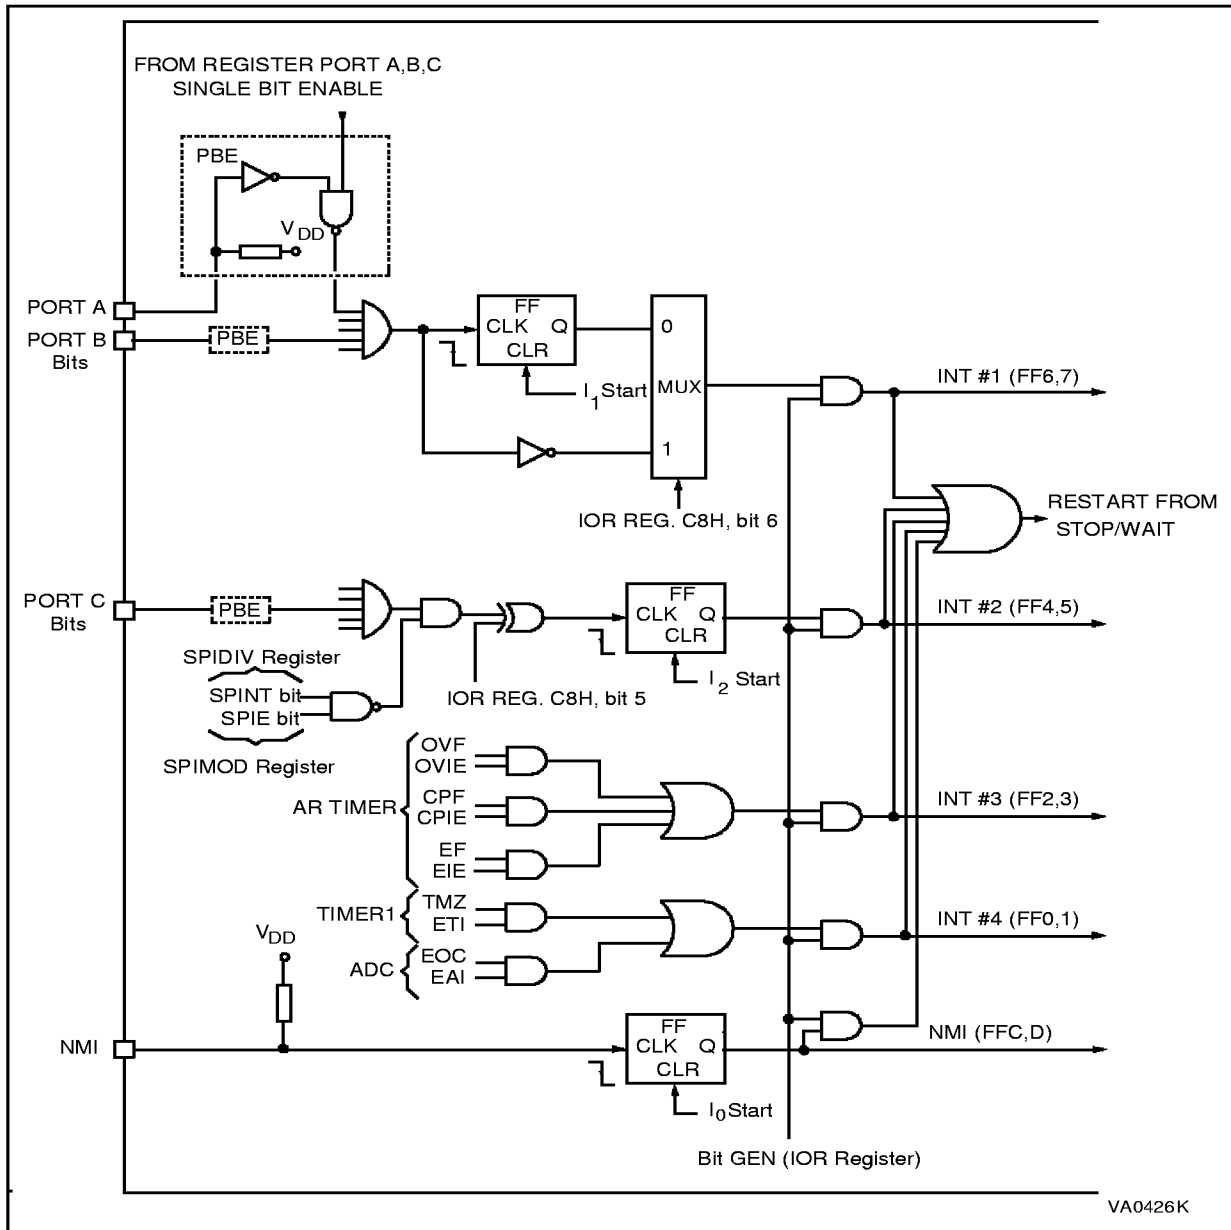 FROM REGISTER PORT A,B,C
SINGLE BIT ENABLE
PBE
VDD
PORT A
PORT B
Bits
PBE
FF
CLK Q
CLR
I1 Start
0
MUX
1
IOR REG. C8H, bit 6
INT #1 (FF6,7)
RESTART FROM
STOP/WAIT
PORT C
Bits
PBE
FF
CLK Q
CLR
I2 Start
INT #2 (FF4,5)
SPIDIV Register
SPINT bit
SPIE bit
SPIMOD Register
IOR REG. C8H, bit 5
AR TIMER
OVF
OVIE
CPF
CPIE
EF
EIE
INT #3 (FF2,3)
TIMER1
TMZ
ETI
ADC
EOC
EAI
INT #4 (FF0,1)
VDD
NMI
FF
CLK Q
CLR
I0 Start
NMI (FFC,D)
Bit GEN (IOR Register)
VA0426K